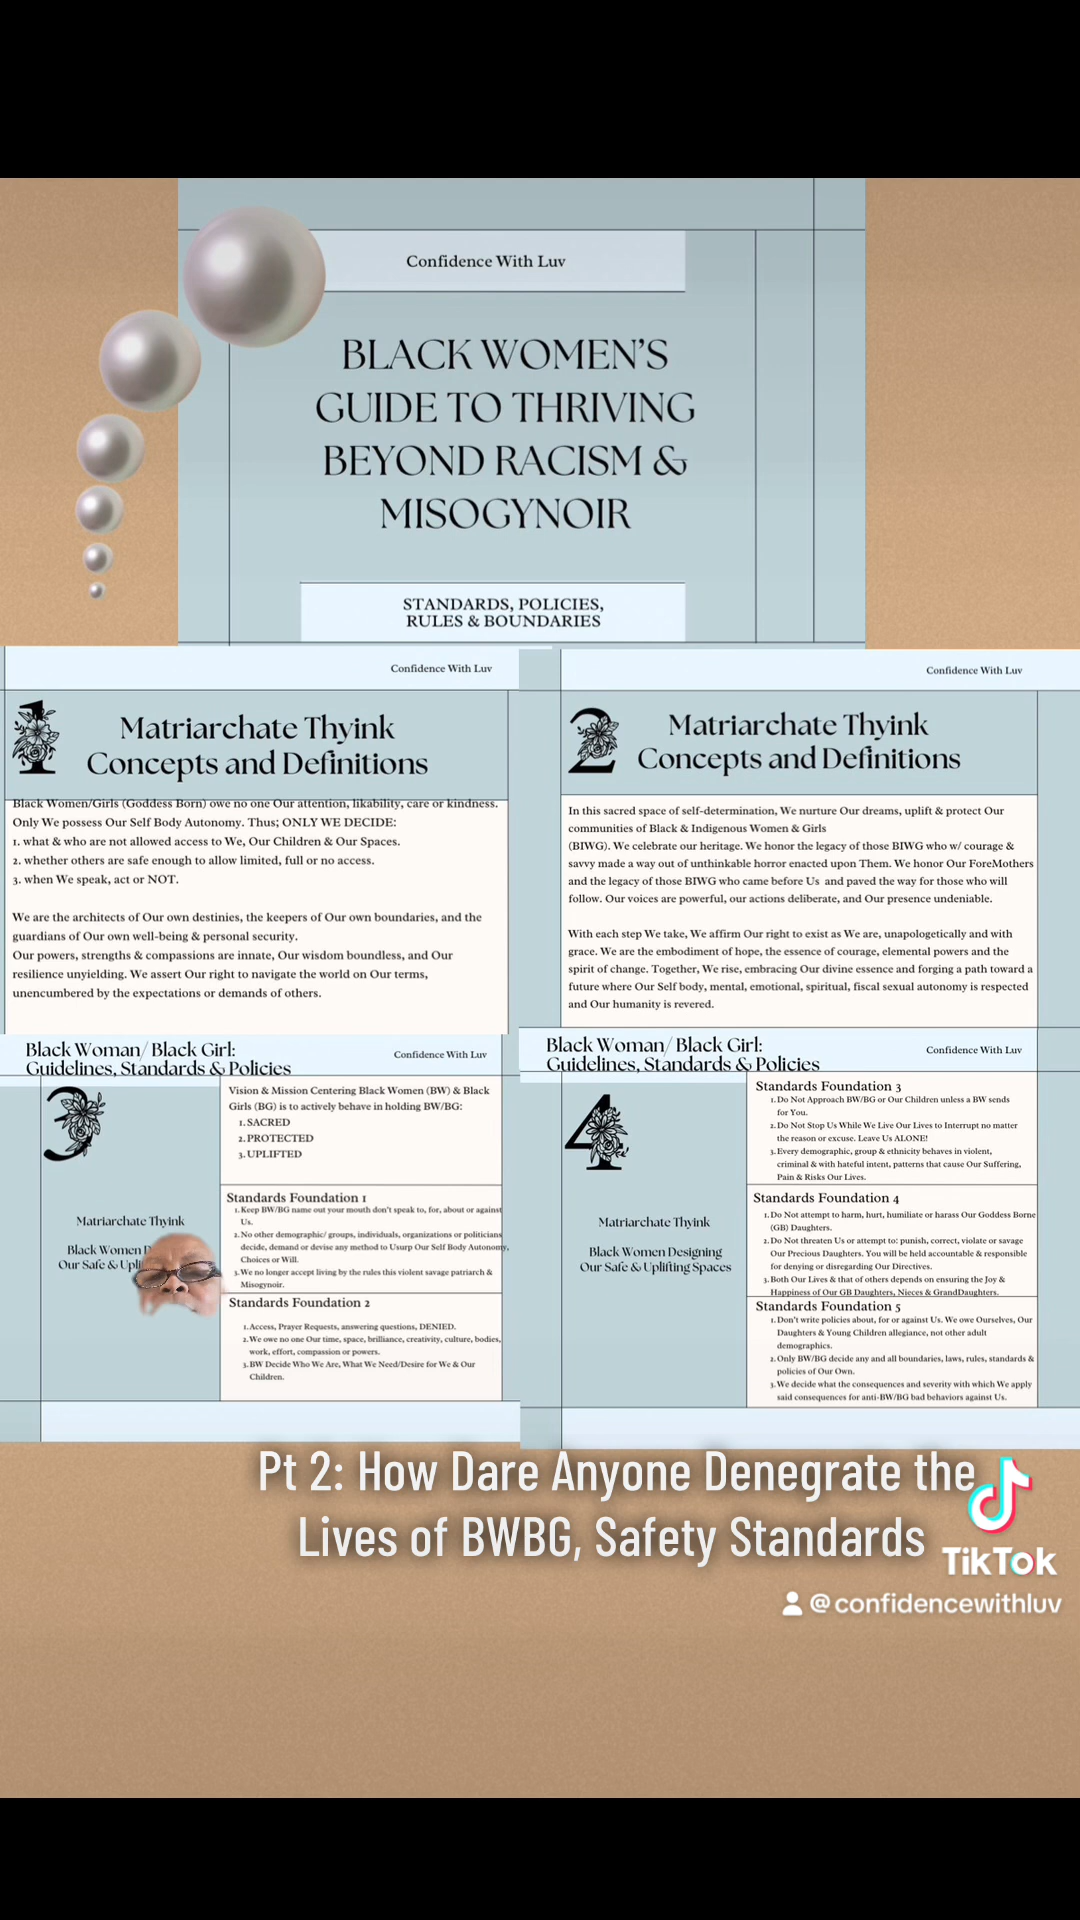 Confidence With Luv
BLACK WOMEN'S
GUIDE TO THRIVING
BEYOND RACISM &
MISOGYNOIR
STANDARDS, POLICIES,
RULES & BOUNDARIES
Confidence With Luv
1
Matriarchate Thyink
Concepts and Definitions
Black Women/Girls (Goddess Born) owe no one Our attention, likability, care or kindness.
Only We possess Our Self Body Autonomy. Thus; ONLY WE DECIDE:
1. what & who are not allowed access to We, Our Children & Our Spaces.
2. whether others are safe enough to allow limited, full or no access.
3. when We speak, act or NOT.
We are the architects of Our own destinies, the keepers of Our own boundaries, and the
guardians of Our own well-being & personal security.
Our powers, strengths & compassions are innate, Our wisdom boundless, and Our
resilience unyielding. We assert Our right to navigate the world on Our terms,
unencumbered by the expectations or demands of others.
Confidence With Luv
2
Matriarchate Thyink
Concepts and Definitions
In this sacred space of self-determination, We nurture Our dreams, uplift & protect Our
communities of Black & Indigenous Women & Girls
(BIWG). We celebrate our heritage. We honor the legacy of those BIWG who w/ courage &
savvy made a way out of unthinkable horror enacted upon Them. We honor Our ForeMothers
and the legacy of those BIWG who came before Us and paved the way for those who will
follow. Our voices are powerful, our actions deliberate, and Our presence undeniable.
With each step We take, We affirm Our right to exist as We are, unapologetically and with
grace. We are the embodiment of hope, the essence of courage, elemental powers and the
spirit of change. Together, We rise, embracing Our divine essence and forging a path toward a
future where Our Self body, mental, emotional, spiritual, fiscal sexual autonomy is respected
and Our humanity is revered.
Black Woman/ Black Girl:
Guidelines, Standards & Policies
Confidence With Luv
3
Matriarchate Thyink
Black Women D
Our Safe & Upli
Vision & Mission Centering Black Women (BW) & Black
Girls (BG) is to actively behave in holding BW/BG:
1. SACRED
2. PROTECTED
3. UPLIFTED
Standards Foundation 1
1. Keep BW/BG name out your mouth don't speak to, for, about or against
Us.
2. No other demographic/ groups, individuals, organizations or politicians
decide, demand or devise any method to Usurp Our Self Body Autonomy,
Choices or Will.
3. We no longer accept living by the rules this violent savage patriarch &
Misogynoir.
Standards Foundation 2
1. Access, Prayer Requests, answering questions, DENIED.
2. We owe no one Our time, space, brilliance, creativity, culture, bodies,
work, effort, compassion or powers.
3. BW Decide Who We Are, What We Need/Desire for We & Our
Children.
Black Woman/ Black Girl:
Guidelines, Standards & Policies
Confidence With Luv
4
Matriarchate Thyink
Black Women Designing
Our Safe & Uplifting Spaces
Standards Foundation 3
1. Do Not Approach BW/BG or Our Children unless a BW sends
for You.
2. Do Not Stop Us While We Live Our Lives to Interrupt no matter
the reason or excuse. Leave Us ALONE!
3. Every demographic, group & ethnicity behaves in violent,
criminal & with hateful intent, patterns that cause Our Suffering,
Pain & Risks Our Lives.
Standards Foundation 4
1. Do Not attempt to harm, hurt, humiliate or harass Our Goddess Borne
(GB) Daughters.
2. Do Not threaten Us or attempt to: punish, correct, violate or savage
Our Precious Daughters. You will be held accountable & responsible
for denying or disregarding Our Directives.
3. Both Our Lives & that of others depends on ensuring the Joy &
Happiness of Our GB Daughters, Nieces & GrandDaughters.
Standards Foundation 5
1. Don't write policies about, for or against Us. We owe Ourselves, Our
Daughters & Young Children allegiance, not other adult
demographics.
2. Only BW/BG decide any and all boundaries, laws, rules, standards &
policies of Our Own.
3. We decide what the consequences and severity with which We apply
said consequences for anti-BW/BG bad behaviors against Us.
Pt 2: How Dare Anyone Denegrate the
Lives of BWBG, Safety Standards
TikTok
@confidencewithluv